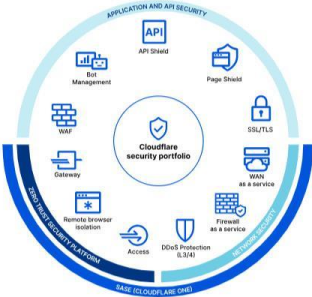 APPLICATION AND API SECURITY
API
API Shield
Bot
Management
Page Shield
WAF
SSL/TLS
Cloudflare
security portfolio
Gateway
WAN
as a service
Remote browser
isolation
Firewall
as a service
Access
DDoS Protection
(L3/4)
ZERO TRUST SECURITY PLATFORM
NETWORK SECURITY
SASE (CLOUDFLARE ONE)